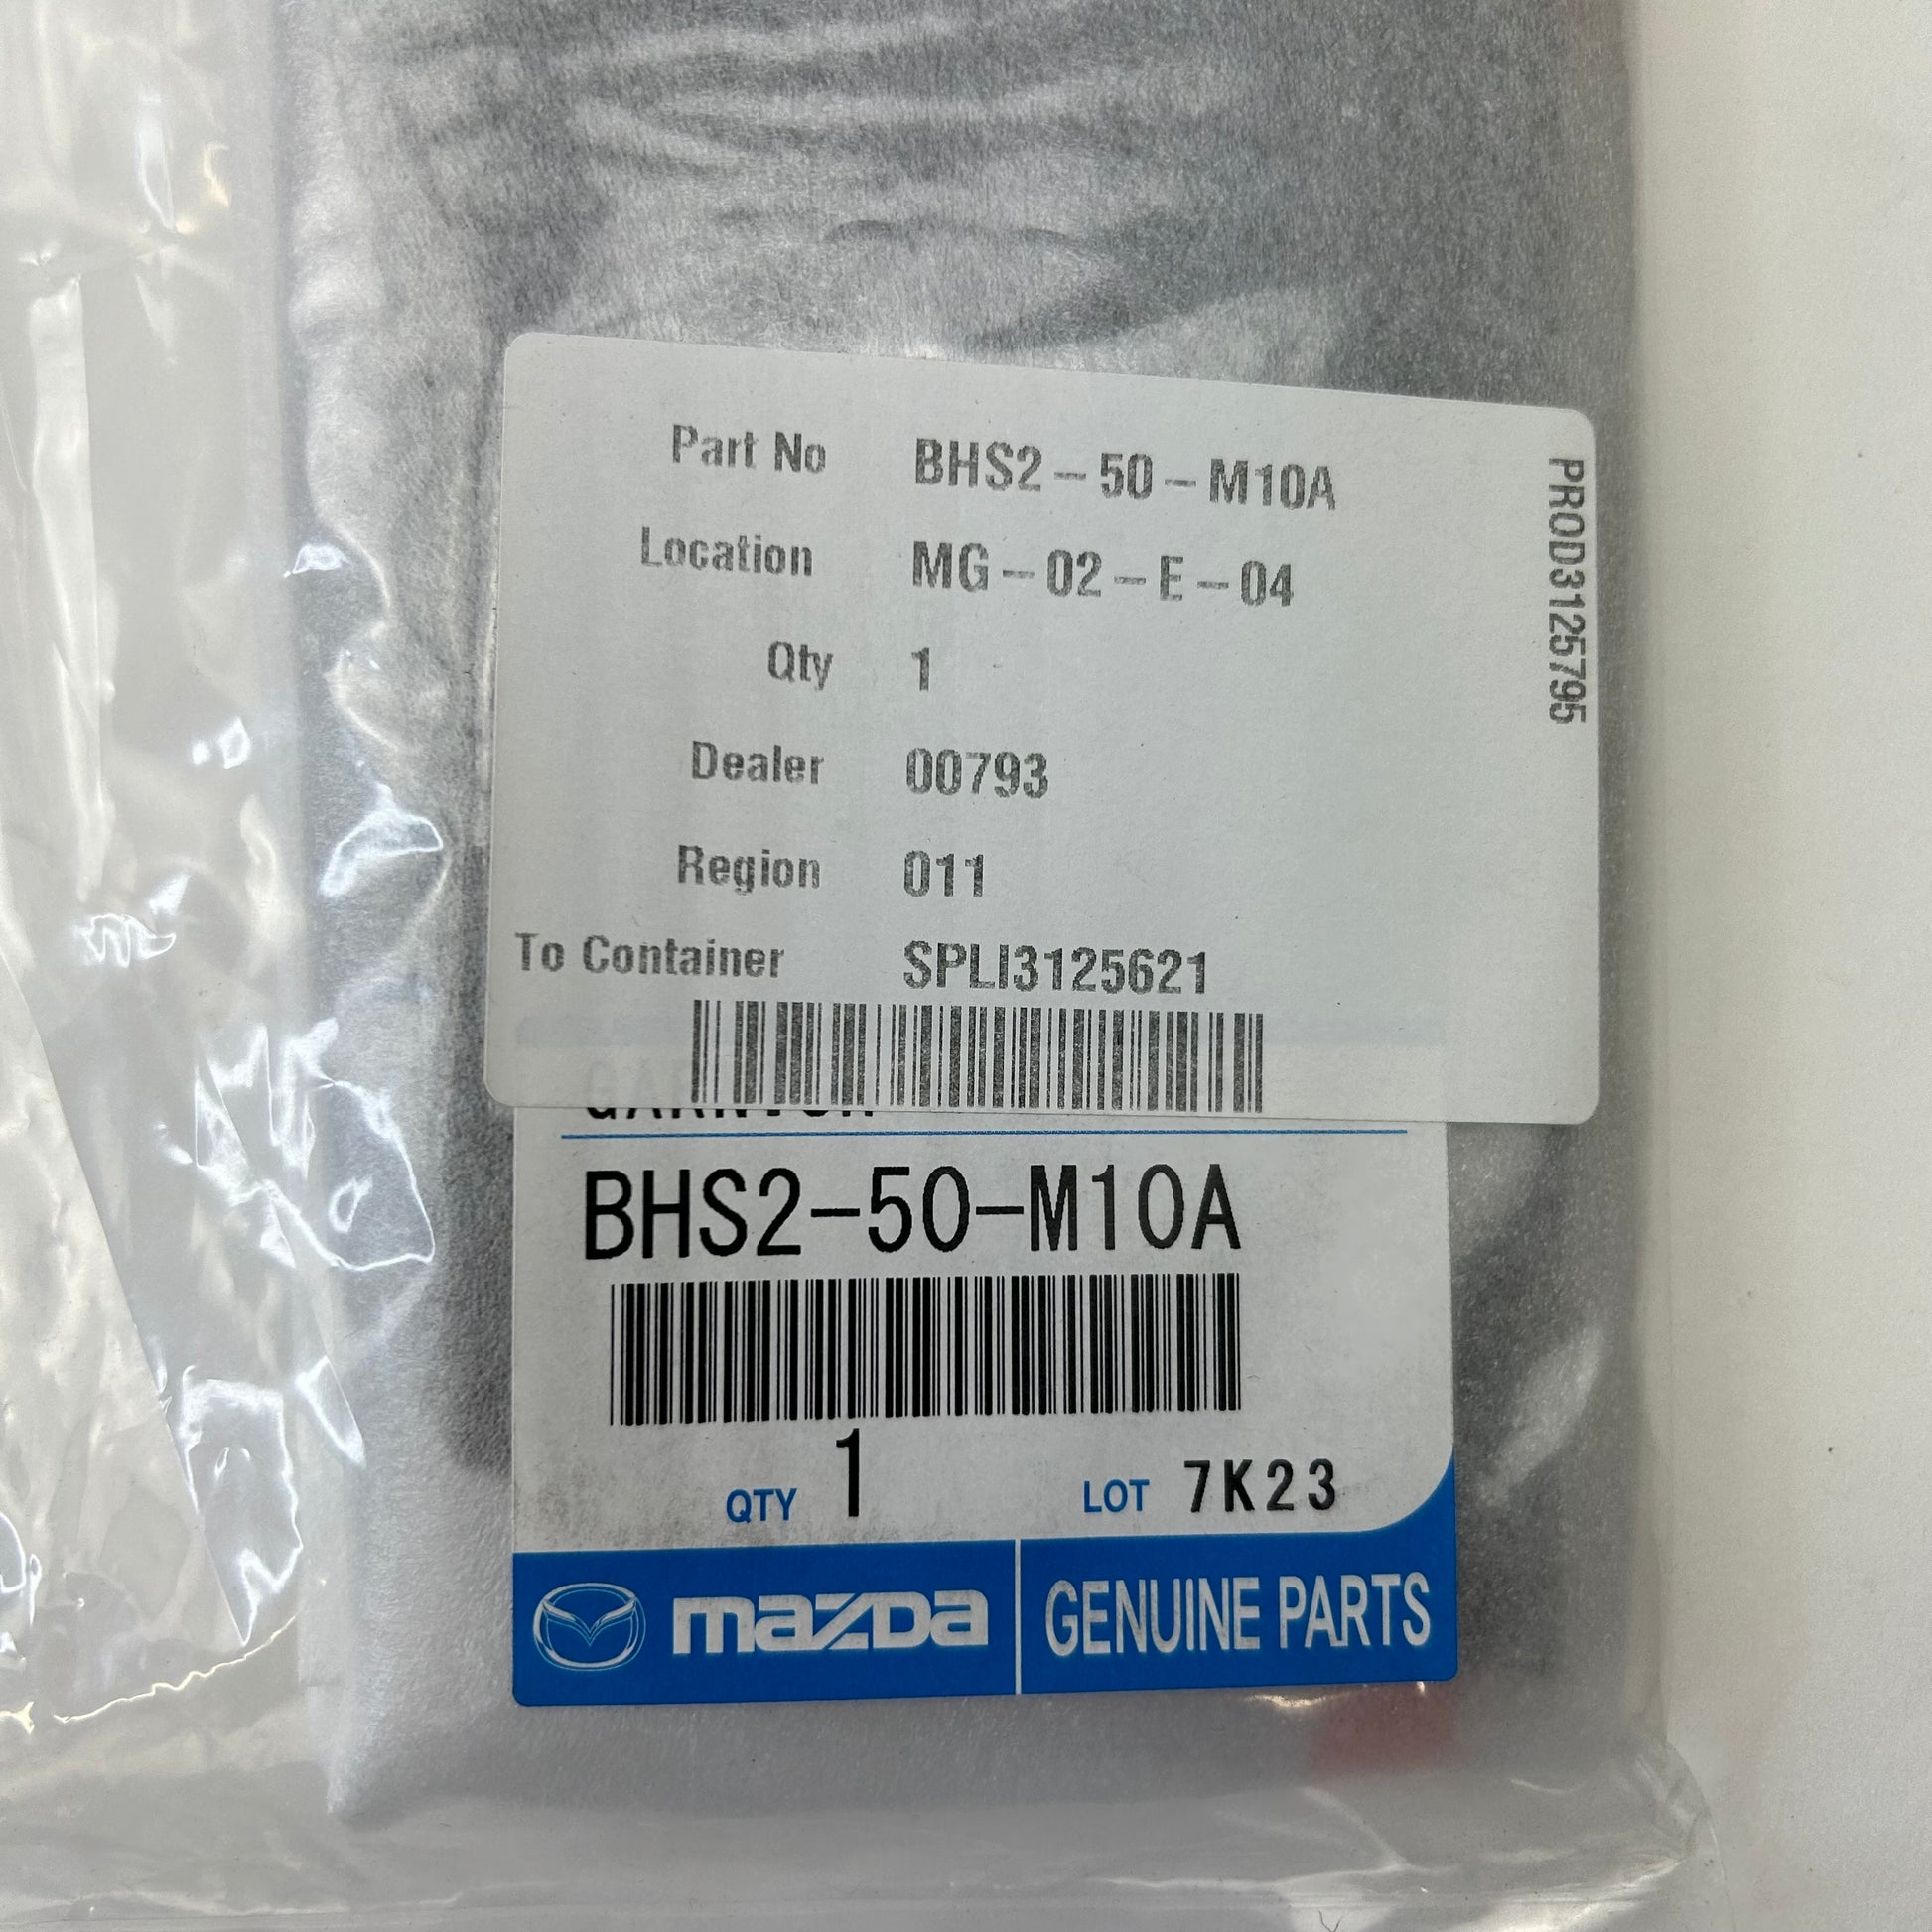 Part No BHS2-50-M10A
Location MG-02-E-04
Qty 1
Dealer 00793
Region 011
To Container SPLI3125621
PROD3125795
BHS2-50-M10A
QTY 1 LOT 7K23
mazda GENUINE PARTS